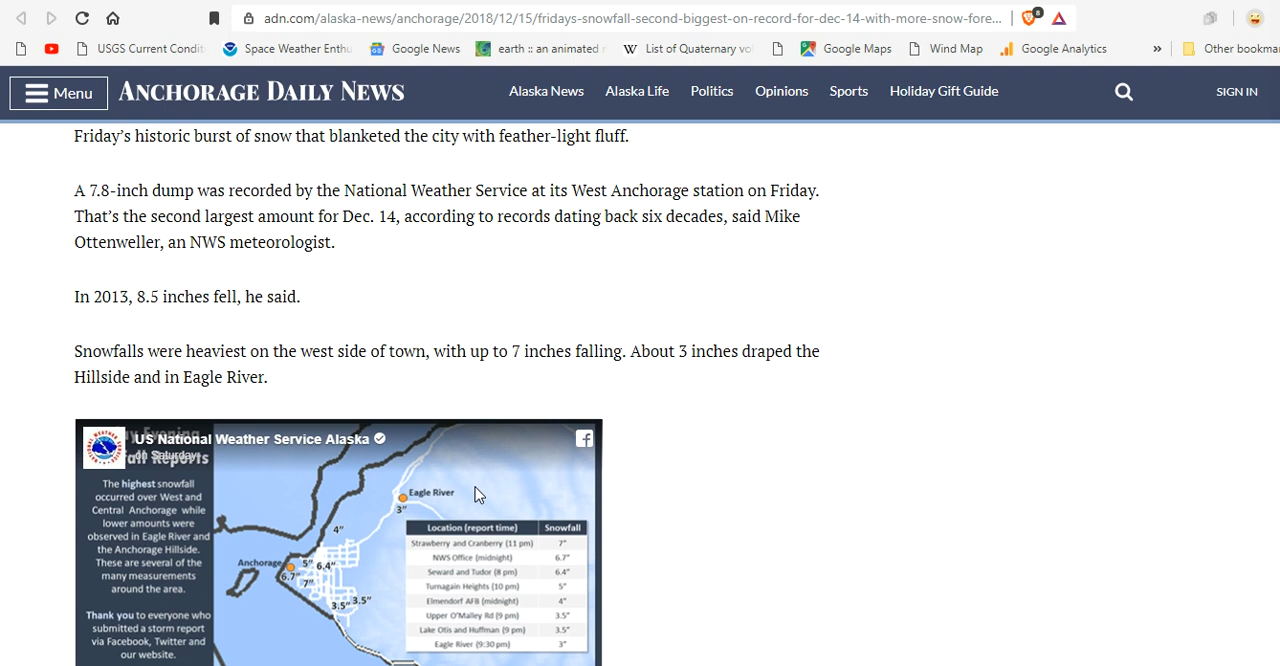 adn.com/alaska-news/anchorage/2018/12/15/fridays-snowfall-second-biggest-on-record-for-dec-14-with-more-snow-fore...
8
USGS Current Condit
Space Weather Enthu
Google News
earth :: an animated
W List of Quaternary vo
Google Maps
Wind Map
Google Analytics
»
Other bookma
Menu
ANCHORAGE DAILY NEWS
Alaska News
Alaska Life
Politics
Opinions
Sports
Holiday Gift Guide
SIGN IN
Friday’s historic burst of snow that blanketed the city with feather-light fluff.
A 7.8-inch dump was recorded by the National Weather Service at its West Anchorage station on Friday.
That’s the second largest amount for Dec. 14, according to records dating back six decades, said Mike
Ottenweller, an NWS meteorologist.
In 2013, 8.5 inches fell, he said.
Snowfalls were heaviest on the west side of town, with up to 7 inches falling. About 3 inches draped the
Hillside and in Eagle River.
US National Weather Service Alaska
on Saturday
Reports
The highest snowfall
occurred over West and
Central Anchorage while
lower amounts were
observed in Eagle River and
the Anchorage Hillside.
These are several of the
many measurements
around the area.
Thank you to everyone who
submitted a storm report
via Facebook, Twitter and
our website.
Eagle River
3"
4"
Anchorage
5" 6.4"
6.7"
7"
3.5" 3.5"
Location (report time) Snowfall
Strawberry and Cranberry (11 pm) 7"
NWS Office (midnight) 6.7"
Seward and Tudor (8 pm) 6.4"
Turnagain Heights (10 pm) 5"
Elmendorf AFB (midnight) 4"
Upper O'Malley Rd (9 pm) 3.5"
Lake Otis and Huffman (9 pm) 3.5"
Eagle River (9:30 pm) 3"